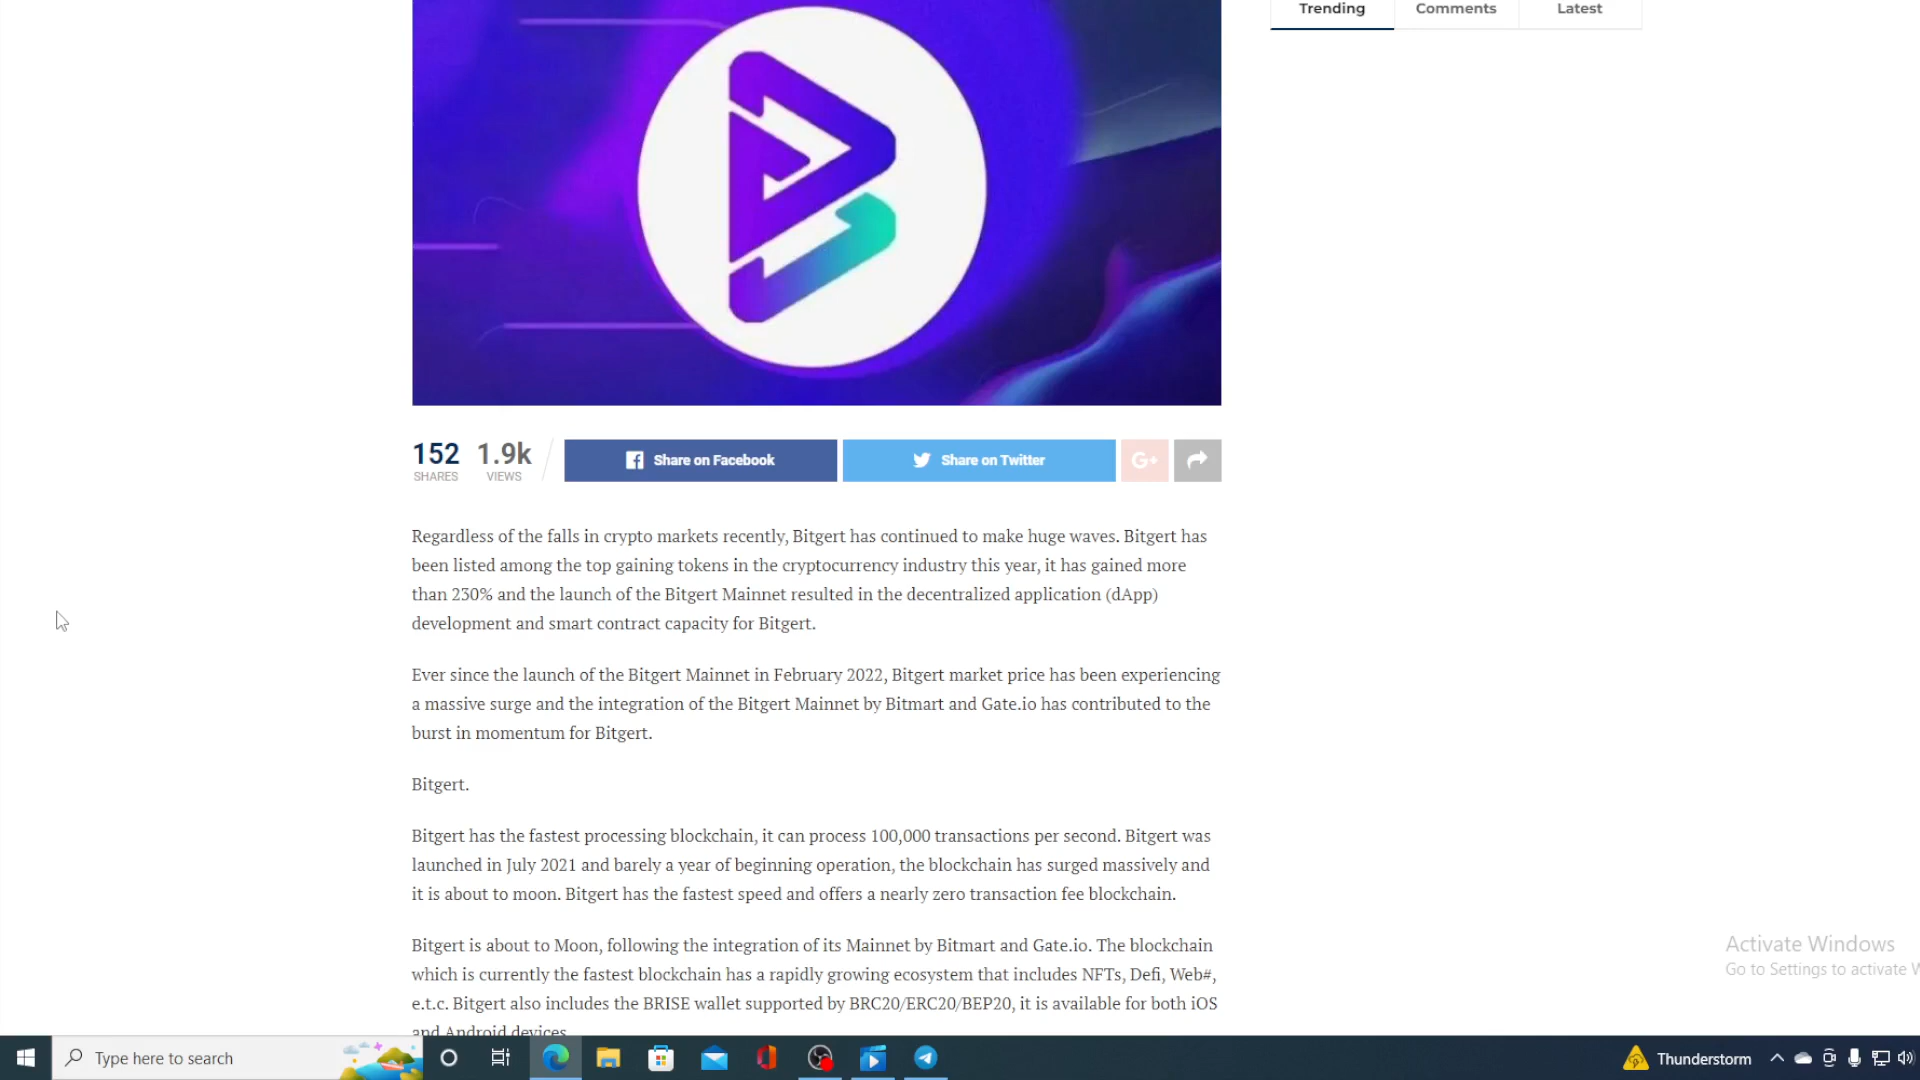 Trending Comments Latest
152 1.9k
SHARES VIEWS
Share on Facebook Share on Twitter G+
Regardless of the falls in crypto markets recently, Bitgert has continued to make huge waves. Bitgert has
been listed among the top gaining tokens in the cryptocurrency industry this year, it has gained more
than 230% and the launch of the Bitgert Mainnet resulted in the decentralized application (dApp)
development and smart contract capacity for Bitgert.
Ever since the launch of the Bitgert Mainnet in February 2022, Bitgert market price has been experiencing
a massive surge and the integration of the Bitgert Mainnet by Bitmart and Gate.io has contributed to the
burst in momentum for Bitgert.
Bitgert.
Bitgert has the fastest processing blockchain, it can process 100,000 transactions per second. Bitgert was
launched in July 2021 and barely a year of beginning operation, the blockchain has surged massively and
it is about to moon. Bitgert has the fastest speed and offers a nearly zero transaction fee blockchain.
Bitgert is about to Moon, following the integration of its Mainnet by Bitmart and Gate.io. The blockchain
which is currently the fastest blockchain has a rapidly growing ecosystem that includes NFTs, Defi, Web#,
e.t.c. Bitgert also includes the BRISE wallet supported by BRC20/ERC20/BEP20, it is available for both iOS
and Android devices.
Activate Windows
Go to Settings to activate W
Type here to search
Thunderstorm